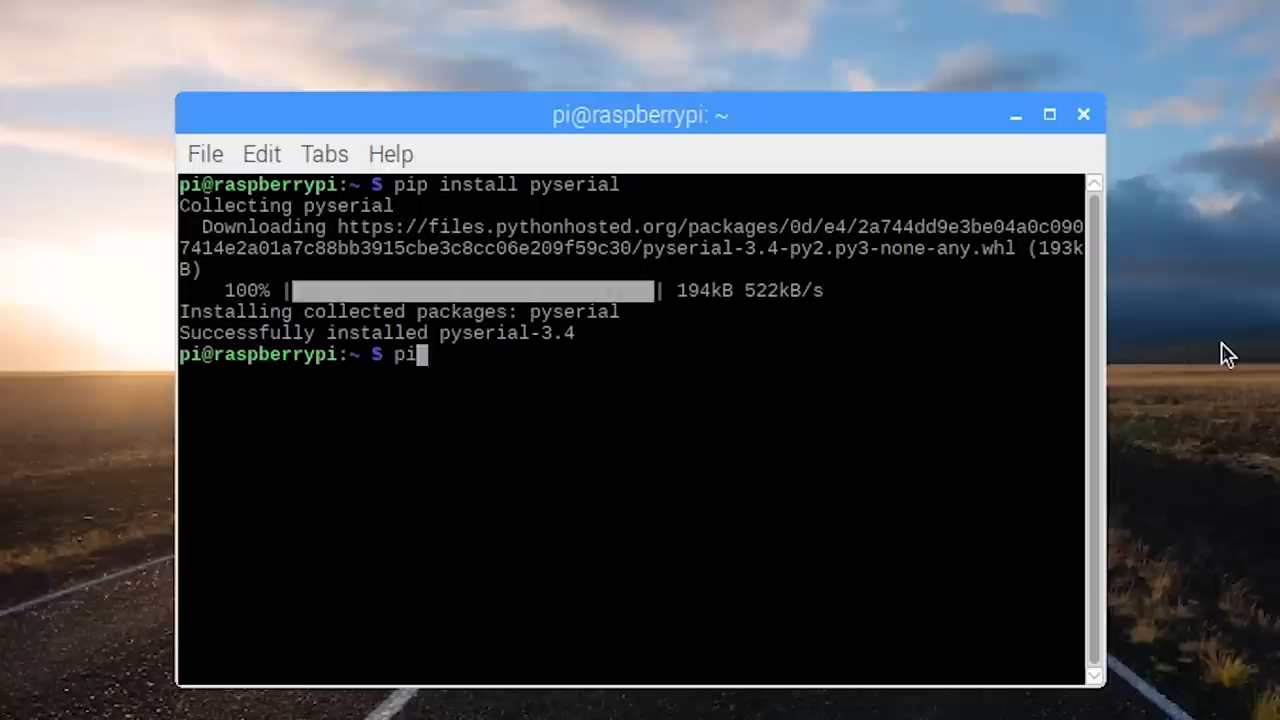 pi@raspberrypi: ~
File Edit Tabs Help
pi@raspberrypi:~ $ pip install pyserial
Collecting pyserial
  Downloading https://files.pythonhosted.org/packages/0d/e4/2a744dd9e3be04a0c090
7414e2a01a7c88bb3915cbe3c8cc06e209f59c30/pyserial-3.4-py2.py3-none-any.whl (193k
B)
    100% |████████████████████████████████| 194kB 522kB/s
Installing collected packages: pyserial
Successfully installed pyserial-3.4
pi@raspberrypi:~ $ pi